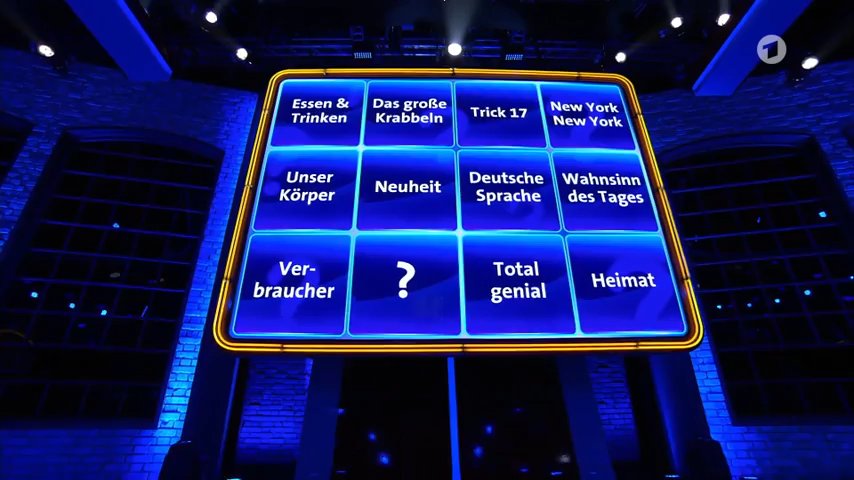 Essen &
Trinken
Das große
Krabbeln
Trick 17
New York
New York
Unser
Körper
Neuheit
Deutsche
Sprache
Wahnsinn
des Tages
Ver-
braucher
?
Total
genial
Heimat
1